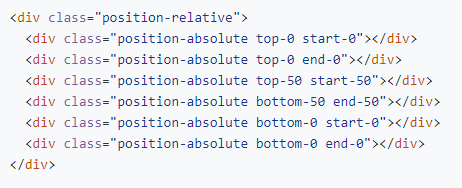 <div class="position-relative">
  <div class="position-absolute top-0 start-0"></div>
  <div class="position-absolute top-0 end-0"></div>
  <div class="position-absolute top-50 start-50"></div>
  <div class="position-absolute bottom-50 end-50"></div>
  <div class="position-absolute bottom-0 start-0"></div>
  <div class="position-absolute bottom-0 end-0"></div>
</div>